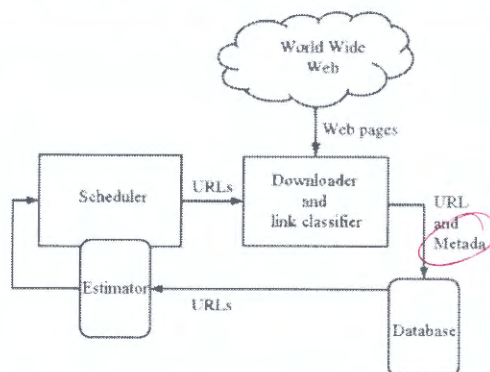 World Wide
Web
Web pages
Scheduler
URLs
Downloader
and
link classifier
URL
and
Metada
Estimator
URLs
Database